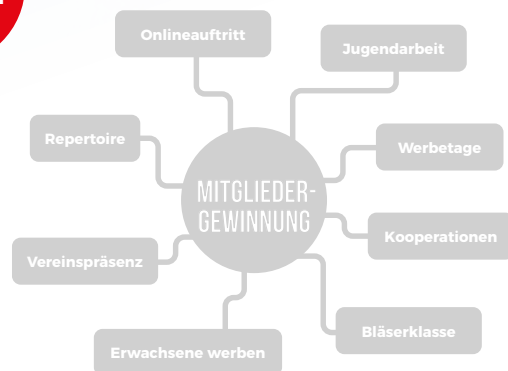 Onlineauftritt
Jugendarbeit
Repertoire
Werbetage
MITGLIEDER-
GEWINNUNG
Kooperationen
Vereinspräsenz
Bläserklasse
Erwachsene werben